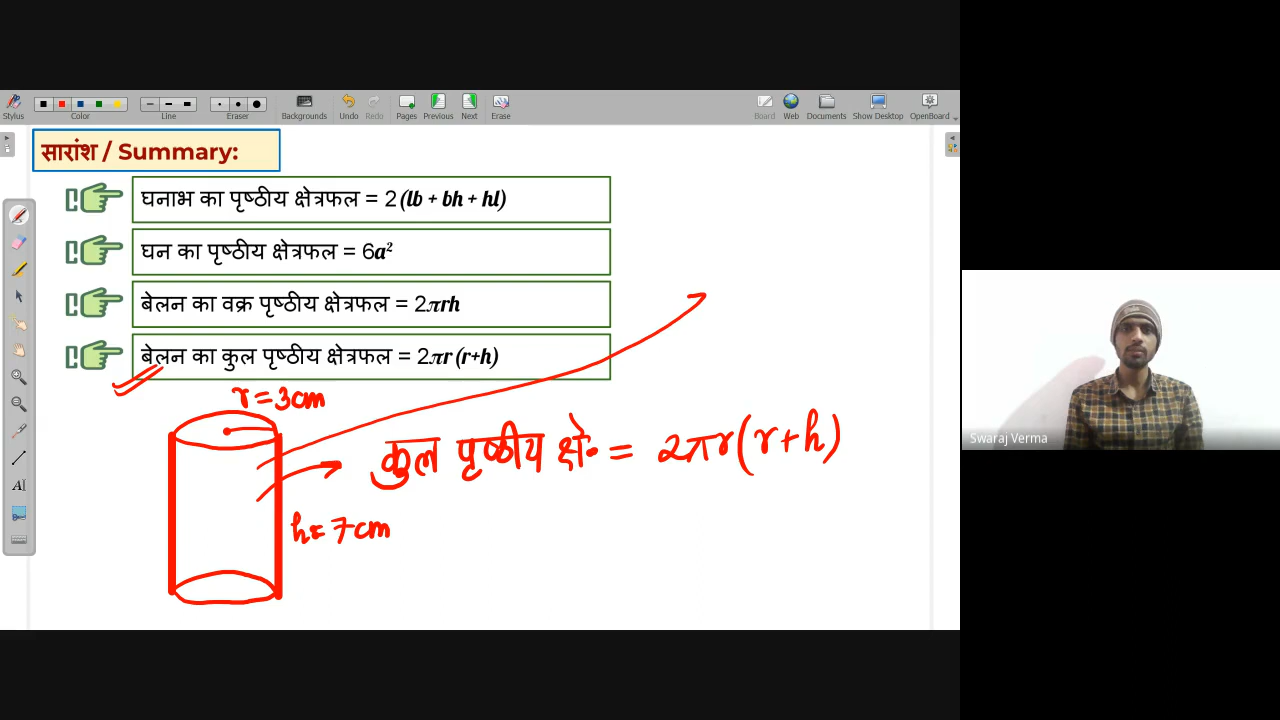 Color
Line
Eraser
Stylus
Backgrounds
Undo
Redo
Pages
Previous
Next
Erase
Board
Web
Documents
Show Desktop
OpenBoard
सारांश / Summary:
घनाभ का पृष्ठीय क्षेत्रफल = 2(lb + bh + hl)
घन का पृष्ठीय क्षेत्रफल = 6a²
बेलन का वक्र पृष्ठीय क्षेत्रफल = 2πrh
बेलन का कुल पृष्ठीय क्षेत्रफल = 2πr(r+h)
r = 3cm
कुल पृष्ठीय क्षे॰ = 2πr(r+h)
h = 7cm
Swaraj Verma